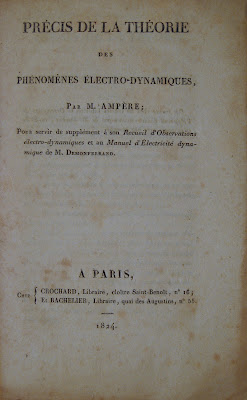 PRÉCIS DE LA THÉORIE
DES
PHÉNOMÈNES ÉLECTRO-DYNAMIQUES,
PAR M. AMPÈRE;
Pour servir de supplément à son Recueil d'Observations
électro-dynamiques et au Manuel d'Électricité dyna-
mique de M. DEMONFERRAND.
A PARIS,
CHEZ { CROCHARD, Libraire, cloître Saint-Benoît, n° 16;
Et BACHELIER, Libraire, quai des Augustins, n° 55.
1824.